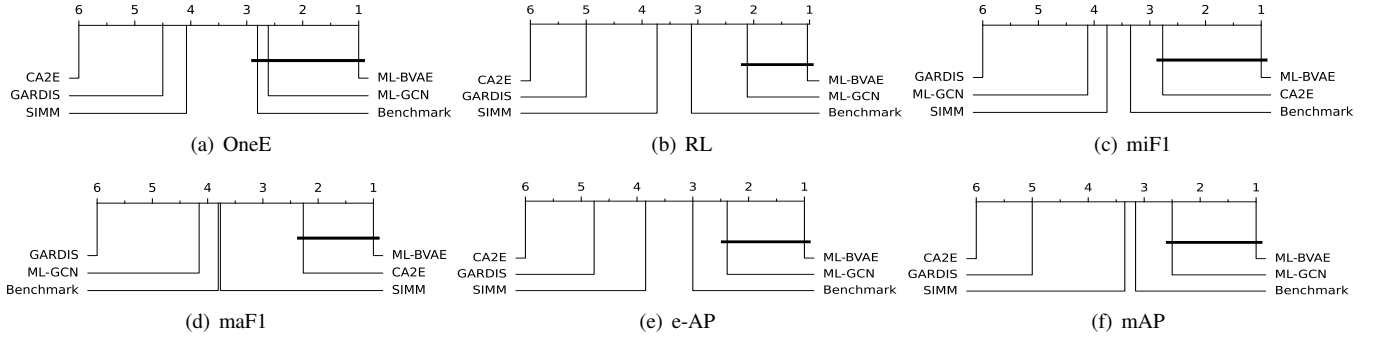 6 5 4 3 2 1
CA2E
GARDIS
SIMM
ML-BVAE
ML-GCN
Benchmark
(a) OneE
6 5 4 3 2 1
CA2E
GARDIS
SIMM
ML-BVAE
ML-GCN
Benchmark
(b) RL
6 5 4 3 2 1
GARDIS
ML-GCN
SIMM
ML-BVAE
CA2E
Benchmark
(c) miF1
6 5 4 3 2 1
GARDIS
ML-GCN
Benchmark
ML-BVAE
CA2E
SIMM
(d) maF1
6 5 4 3 2 1
CA2E
GARDIS
SIMM
ML-BVAE
ML-GCN
Benchmark
(e) e-AP
6 5 4 3 2 1
CA2E
GARDIS
SIMM
ML-BVAE
ML-GCN
Benchmark
(f) mAP